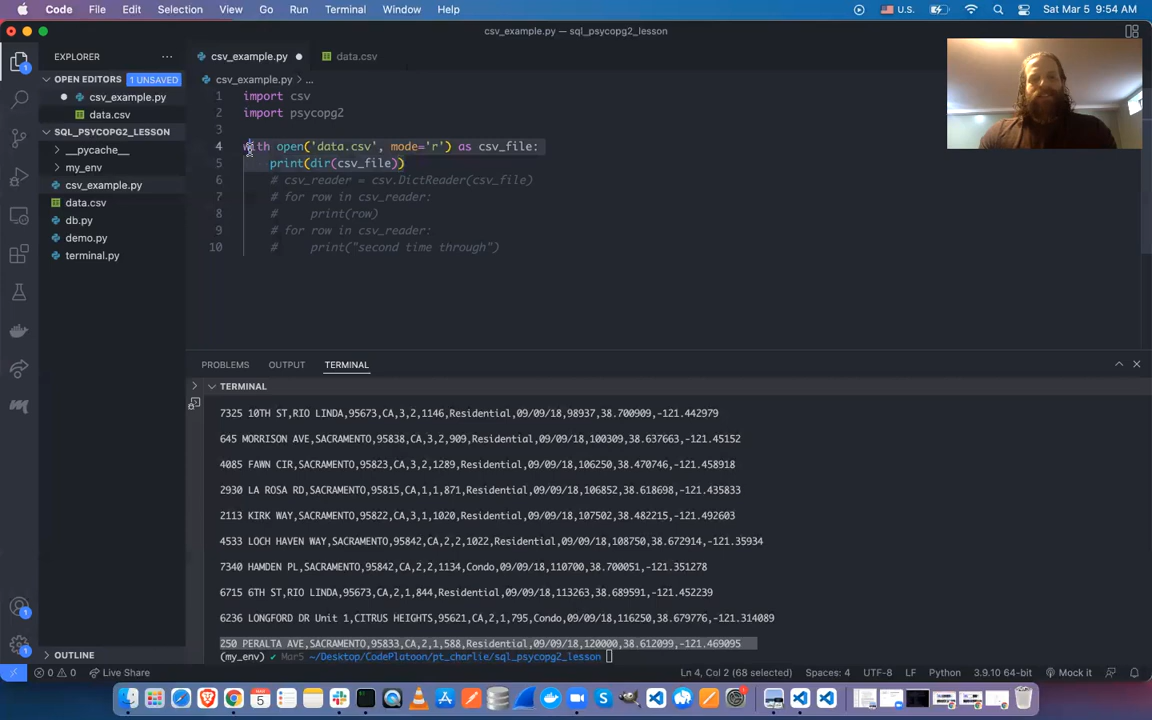 Code File Edit Selection View Go Run Terminal Window Help U.S. Sat Mar 5 9:54 AM
csv_example.py — sql_psycopg2_lesson
EXPLORER ...
csv_example.py data.csv
OPEN EDITORS 1 UNSAVED
csv_example.py
data.csv
SQL_PSYCOPG2_LESSON
__pycache__
my_env
csv_example.py
data.csv
db.py
demo.py
terminal.py
OUTLINE
csv_example.py > ...
1 import csv
2 import psycopg2
3
4 with open('data.csv', mode='r') as csv_file:
5 print(dir(csv_file))
6 # csv_reader = csv.DictReader(csv_file)
7 # for row in csv_reader:
8 # print(row)
9 # for row in csv_reader:
10 # print("second time through")
PROBLEMS OUTPUT TERMINAL
TERMINAL
7325 10TH ST,RIO LINDA,95673,CA,3,2,1146,Residential,09/09/18,98937,38.700909,-121.442979
645 MORRISON AVE,SACRAMENTO,95838,CA,3,2,909,Residential,09/09/18,100309,38.637663,-121.45152
4085 FAWN CIR,SACRAMENTO,95823,CA,3,2,1289,Residential,09/09/18,106250,38.470746,-121.458918
2930 LA ROSA RD,SACRAMENTO,95815,CA,1,1,871,Residential,09/09/18,106852,38.618698,-121.435833
2113 KIRK WAY,SACRAMENTO,95822,CA,3,1,1020,Residential,09/09/18,107502,38.482215,-121.492603
4533 LOCH HAVEN WAY,SACRAMENTO,95842,CA,2,2,1022,Residential,09/09/18,108750,38.672914,-121.35934
7340 HAMDEN PL,SACRAMENTO,95842,CA,2,2,1134,Condo,09/09/18,110700,38.700051,-121.351278
6715 6TH ST,RIO LINDA,95673,CA,2,1,844,Residential,09/09/18,113263,38.689591,-121.452239
6236 LONGFORD DR Unit 1,CITRUS HEIGHTS,95621,CA,2,1,795,Condo,09/09/18,116250,38.679776,-121.314089
250 PERALTA AVE,SACRAMENTO,95833,CA,2,1,588,Residential,09/09/18,120000,38.612099,-121.469095
(my_env) ✔ Mar5 ~/Desktop/CodePlatoon/pt_charlie/sql_psycopg2_lesson
0 0 Live Share Ln 4, Col 2 (68 selected) Spaces: 4 UTF-8 LF Python 3.9.10 64-bit Mock it